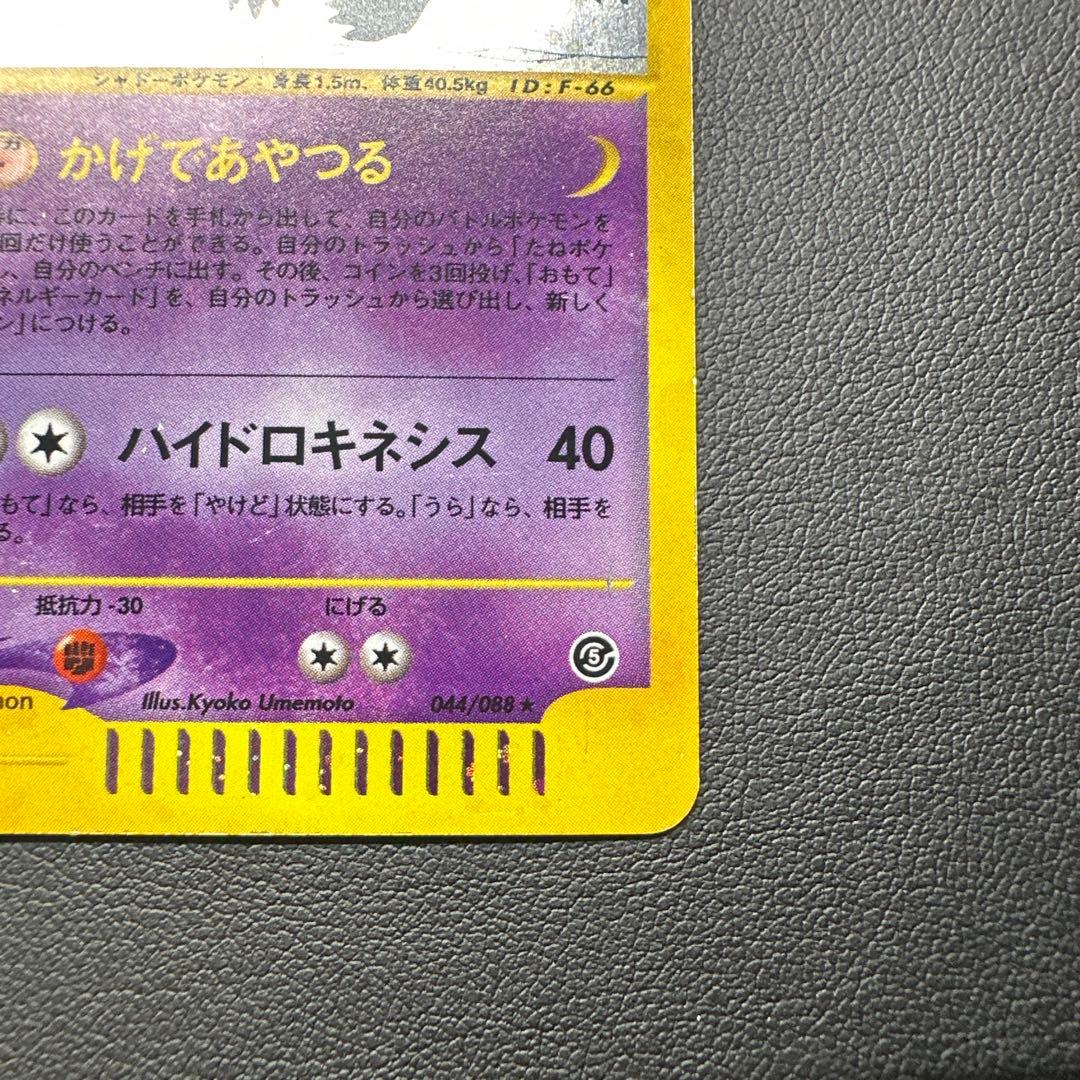 シャドーポケモン：身長1.5m、体重40.5kg ID:F-66
かげであやつる
に、このカードを手札から出して、自分のバトルポケモンを
回だけ使うことができる。自分のトラッシュから「たねポケ
、自分のベンチに出す。その後、コインを3回投げ、「おもて」
ネルギーカード」を、自分のトラッシュから選び出し、新しく
ン」につける。
ハイドロキネシス 40
もて」なら、相手を「やけど」状態にする。「うら」なら、相手を
る。
抵抗力 -30 にげる
5
mon Illus.Kyoko Umemoto 044/088 ★